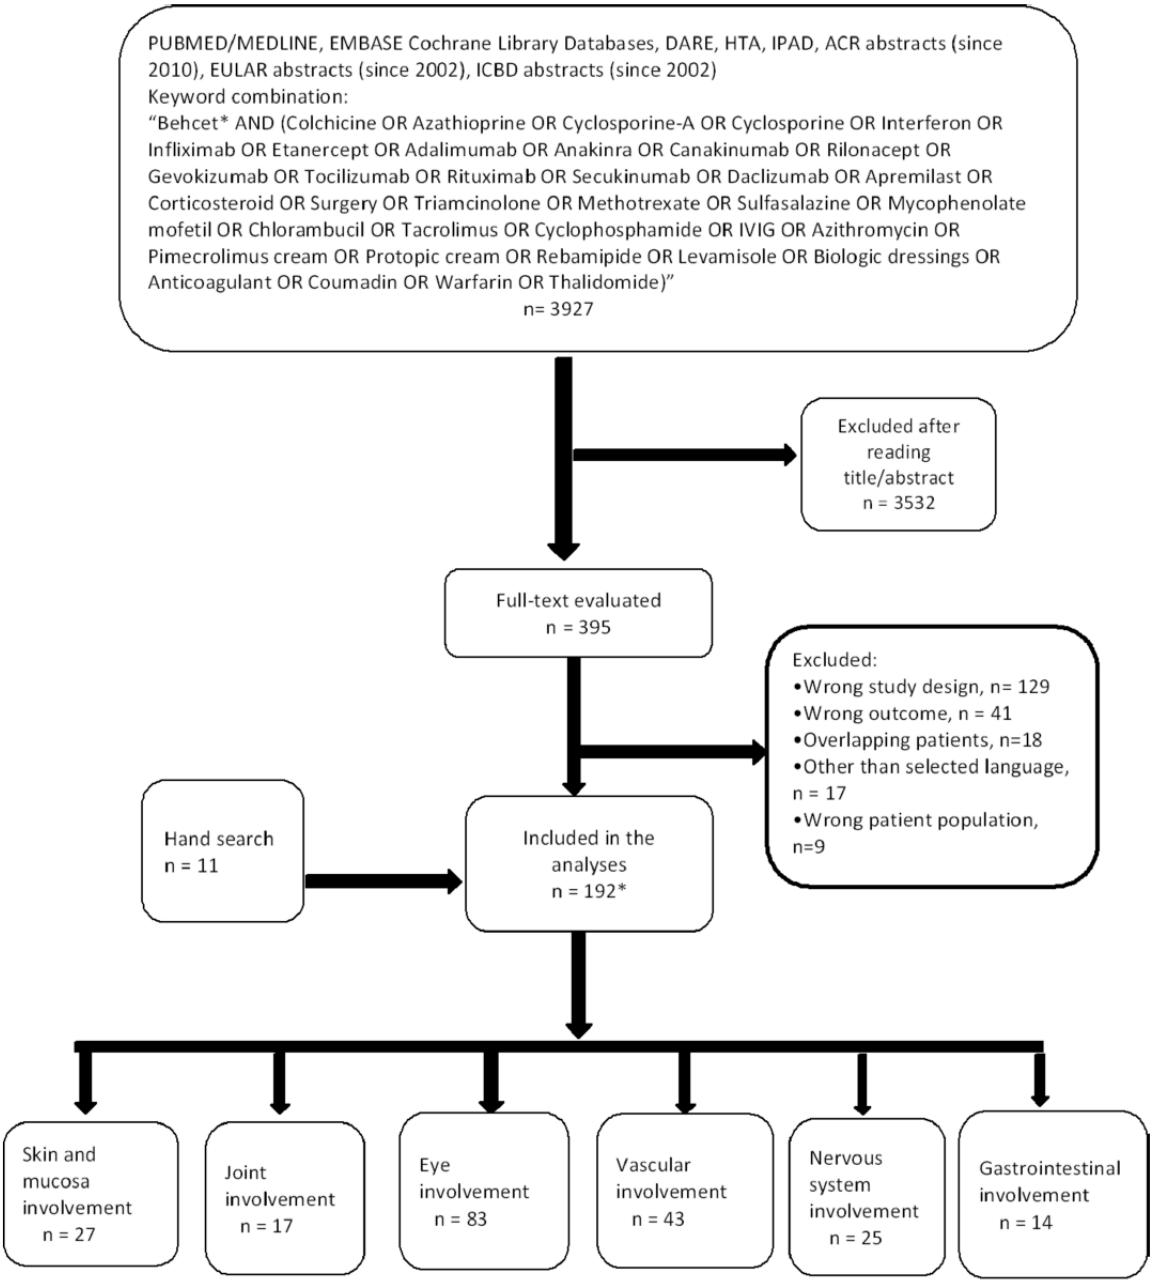 PUBMED/MEDLINE, EMBASE Cochrane Library Databases, DARE, HTA, IPAD, ACR abstracts (since
2010), EULAR abstracts (since 2002), ICBD abstracts (since 2002)
Keyword combination:
“Behcet* AND (Colchicine OR Azathioprine OR Cyclosporine-A OR Cyclosporine OR Interferon OR
Infliximab OR Etanercept OR Adalimumab OR Anakinra OR Canakinumab OR Rilonacept OR
Gevokizumab OR Tocilizumab OR Rituximab OR Secukinumab OR Daclizumab OR Apremilast OR
Corticosteroid OR Surgery OR Triamcinolone OR Methotrexate OR Sulfasalazine OR Mycophenolate
mofetil OR Chlorambucil OR Tacrolimus OR Cyclophosphamide OR IVIG OR Azithromycin OR
Pimecrolimus cream OR Protopic cream OR Rebamipide OR Levamisole OR Biologic dressings OR
Anticoagulant OR Coumadin OR Warfarin OR Thalidomide)”
n= 3927
Excluded after
reading
title/abstract
n = 3532
Full-text evaluated
n = 395
Excluded:
•Wrong study design, n= 129
•Wrong outcome, n = 41
•Overlapping patients, n=18
•Other than selected language,
n = 17
•Wrong patient population,
n=9
Hand search
n = 11
Included in the
analyses
n = 192*
Skin and
mucosa
involvement
n = 27
Joint
involvement
n = 17
Eye
involvement
n = 83
Vascular
involvement
n = 43
Nervous
system
involvement
n = 25
Gastrointestinal
involvement
n = 14